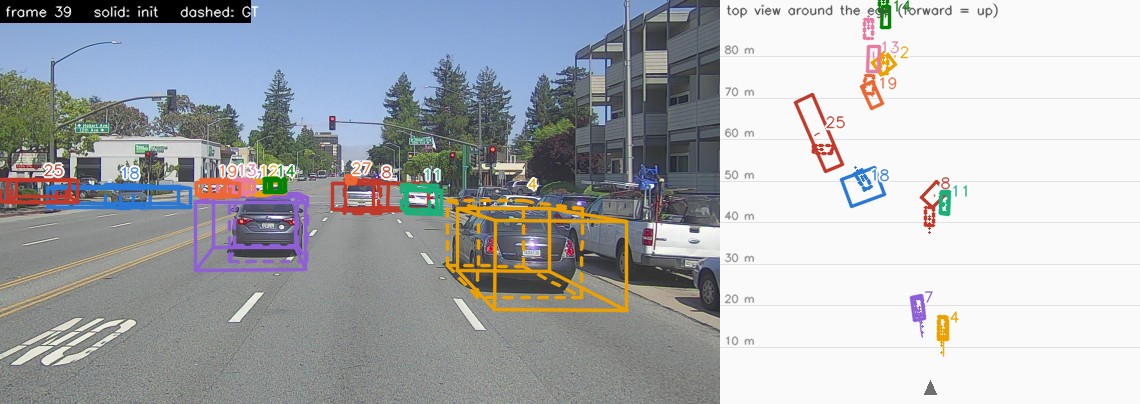 frame 39 solid: init dashed: GT
top view around the ego (forward = up)
80 m
70 m
60 m
50 m
40 m
30 m
20 m
10 m
25
18
19
13
12
14
27
8
11
4
14
13
2
19
25
18
8
11
7
4